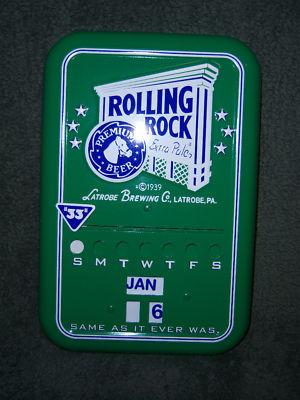 ROLLING
ROCK
Extra Pale
PREMIUM
BEER
©1939
LATROBE BREWING Co., LATROBE, PA.
"33"
S M T W T F S
JAN
6
SAME AS IT EVER WAS.